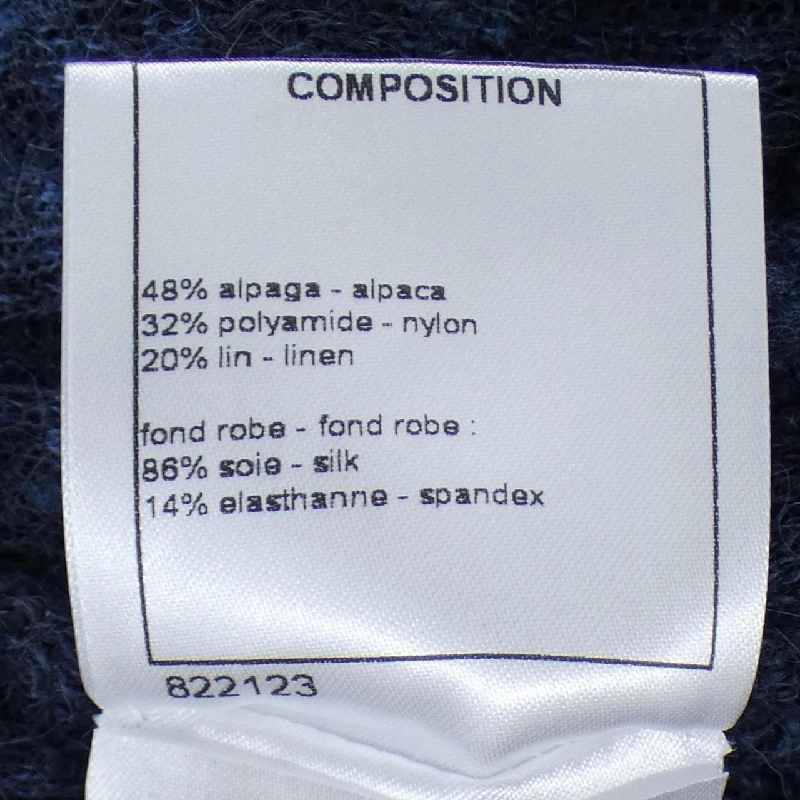 COMPOSITION
48% alpaga - alpaca
32% polyamide - nylon
20% lin - linen
fond robe - fond robe :
86% soie - silk
14% elasthanne - spandex
822123